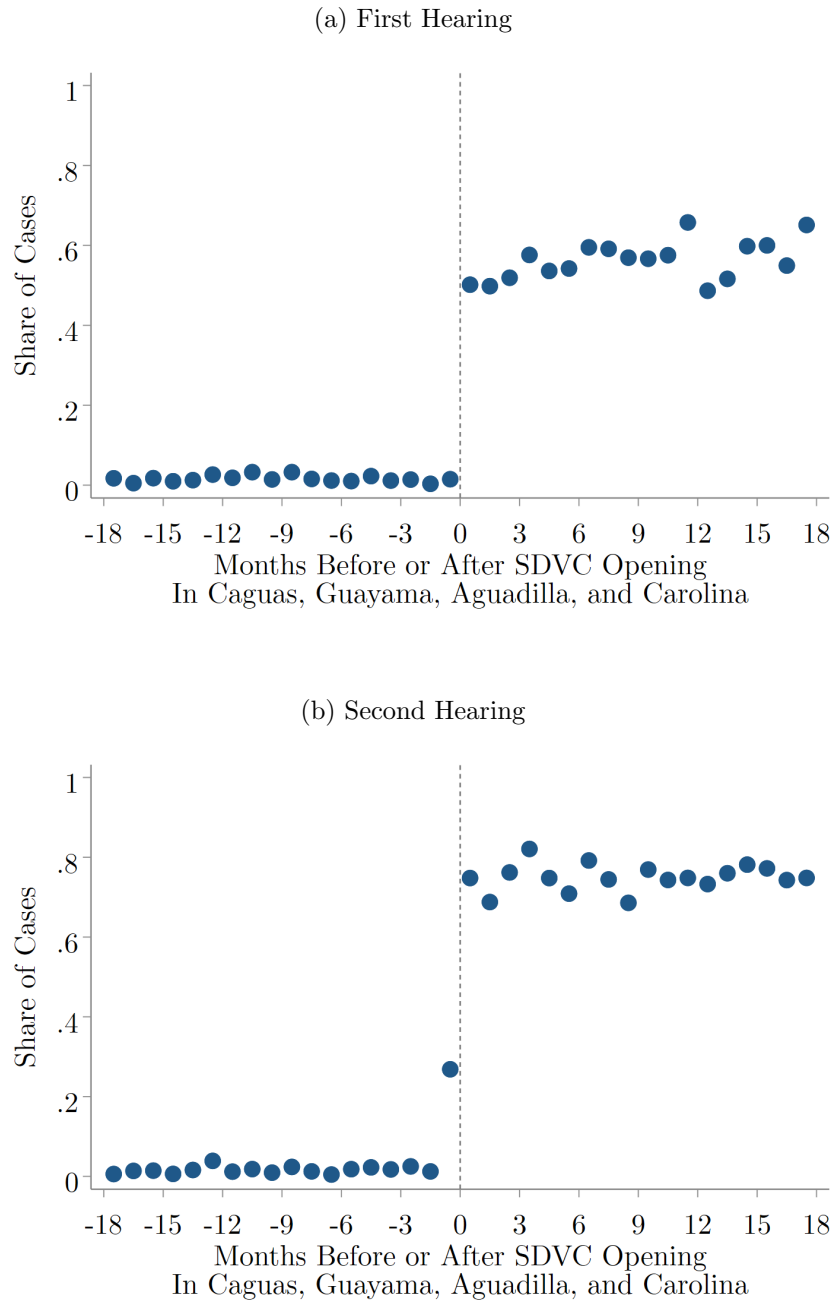 (a) First Hearing
1
.8
.6
.4
.2
0
Share of Cases
-18 -15 -12 -9 -6 -3 0 3 6 9 12 15 18
Months Before or After SDVC Opening
In Caguas, Guayama, Aguadilla, and Carolina
(b) Second Hearing
1
.8
.6
.4
.2
0
Share of Cases
-18 -15 -12 -9 -6 -3 0 3 6 9 12 15 18
Months Before or After SDVC Opening
In Caguas, Guayama, Aguadilla, and Carolina